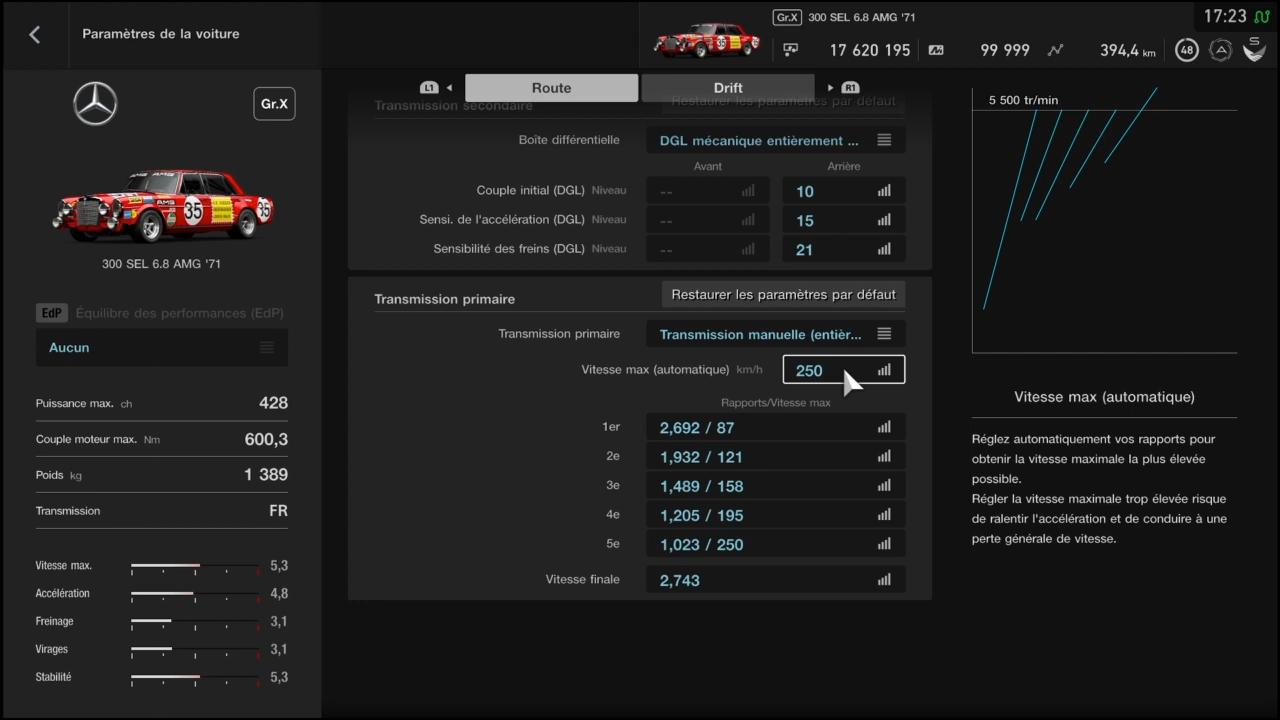 Paramètres de la voiture
Gr.X 300 SEL 6.8 AMG '71
17:23
17 620 195
99 999
394,4 km
48
S
Gr.X
35
35
300 SEL 6.8 AMG '71
EdP Équilibre des performances (EdP)
Aucun
Puissance max. ch 428
Couple moteur max. Nm 600,3
Poids kg 1 389
Transmission FR
Vitesse max. 5,3
Accélération 4,8
Freinage 3,1
Virages 3,1
Stabilité 5,3
L1 Route Drift R1
Transmission secondaire Restaurer les paramètres par défaut
Boîte différentielle DGL mécanique entièrement ...
Avant Arrière
Couple initial (DGL) Niveau -- 10
Sensi. de l'accélération (DGL) Niveau -- 15
Sensibilité des freins (DGL) Niveau -- 21
Transmission primaire Restaurer les paramètres par défaut
Transmission primaire Transmission manuelle (entièr...
Vitesse max (automatique) km/h 250
Rapports/Vitesse max
1er 2,692 / 87
2e 1,932 / 121
3e 1,489 / 158
4e 1,205 / 195
5e 1,023 / 250
Vitesse finale 2,743
5 500 tr/min
Vitesse max (automatique)
Réglez automatiquement vos rapports pour
obtenir la vitesse maximale la plus élevée
possible.
Régler la vitesse maximale trop élevée risque
de ralentir l'accélération et de conduire à une
perte générale de vitesse.